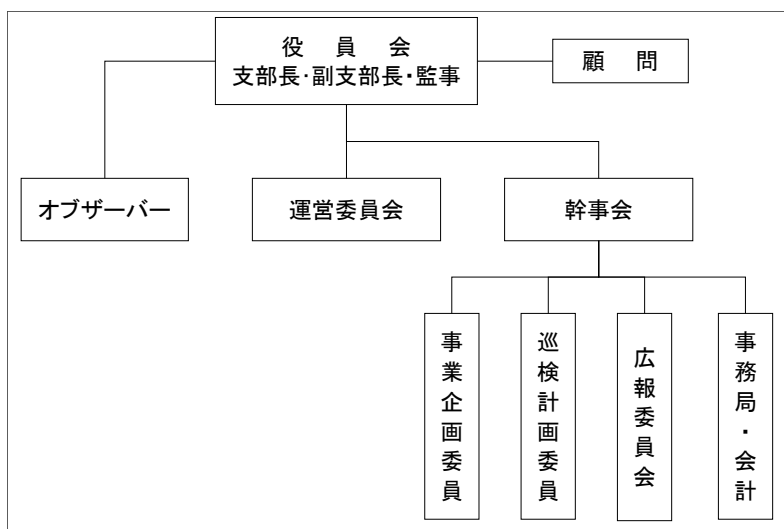 役　員　会
支部長・副支部長・監事
顧　問
オブザーバー
運営委員会
幹事会
事業企画委員
巡検計画委員
広報委員会
事務局・会計